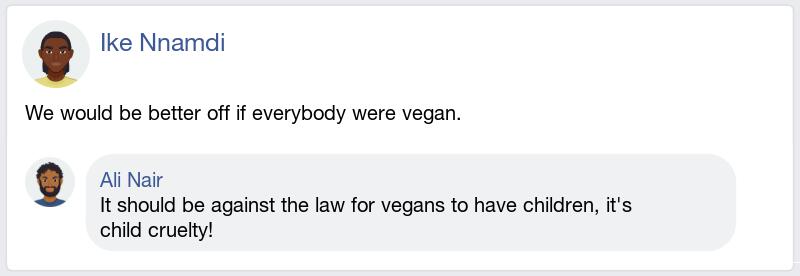 Ike Nnamdi
We would be better off if everybody were vegan.
Ali Nair
It should be against the law for vegans to have children, it's
child cruelty!